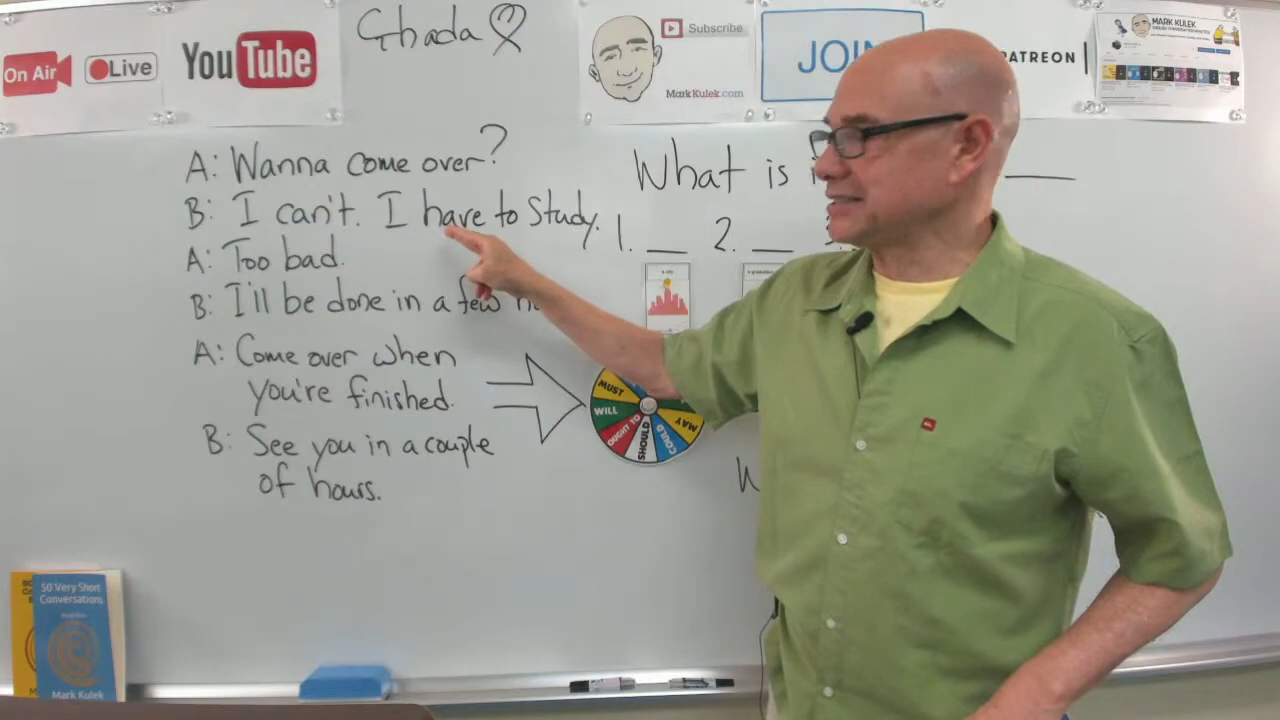 On Air
Live
YouTube
Ghada
Subscribe
MarkKulek.com
JOIN
PATREON
MARK KULEK
A: Wanna come over?
B: I can't. I have to Study.
A: Too bad.
B: I'll be done in a few
A: Come over when
you're finished.
B: See you in a couple
of hours.
What is
1. __ 2. __
a city
MUST
WILL
OUGHT TO
SHOULD
COULD
MAY
50 Very Short
Conversations
Mark Kulek